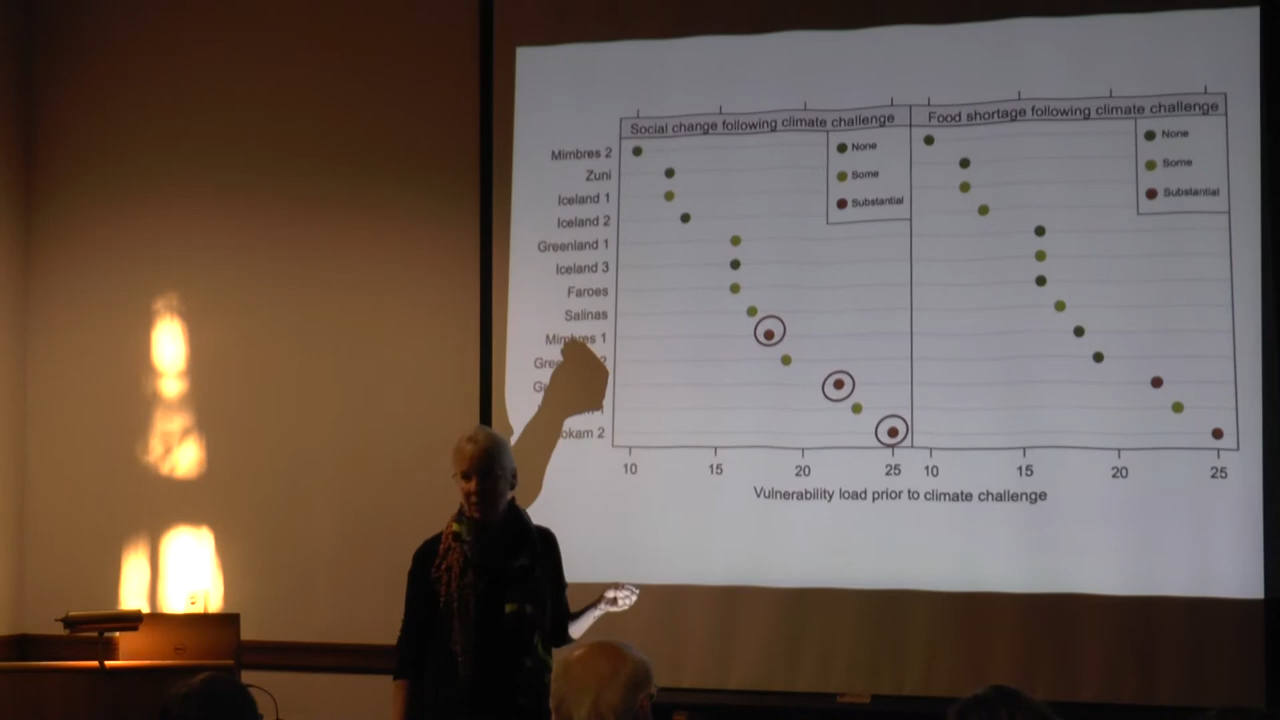 Social change following climate challenge
Food shortage following climate challenge
None
Some
Substantial
None
Some
Substantial
Mimbres 2
Zuni
Iceland 1
Iceland 2
Greenland 1
Iceland 3
Faroes
Salinas
Mimbres 1
2
okam 2
10
15
20
25
10
15
20
25
Vulnerability load prior to climate challenge